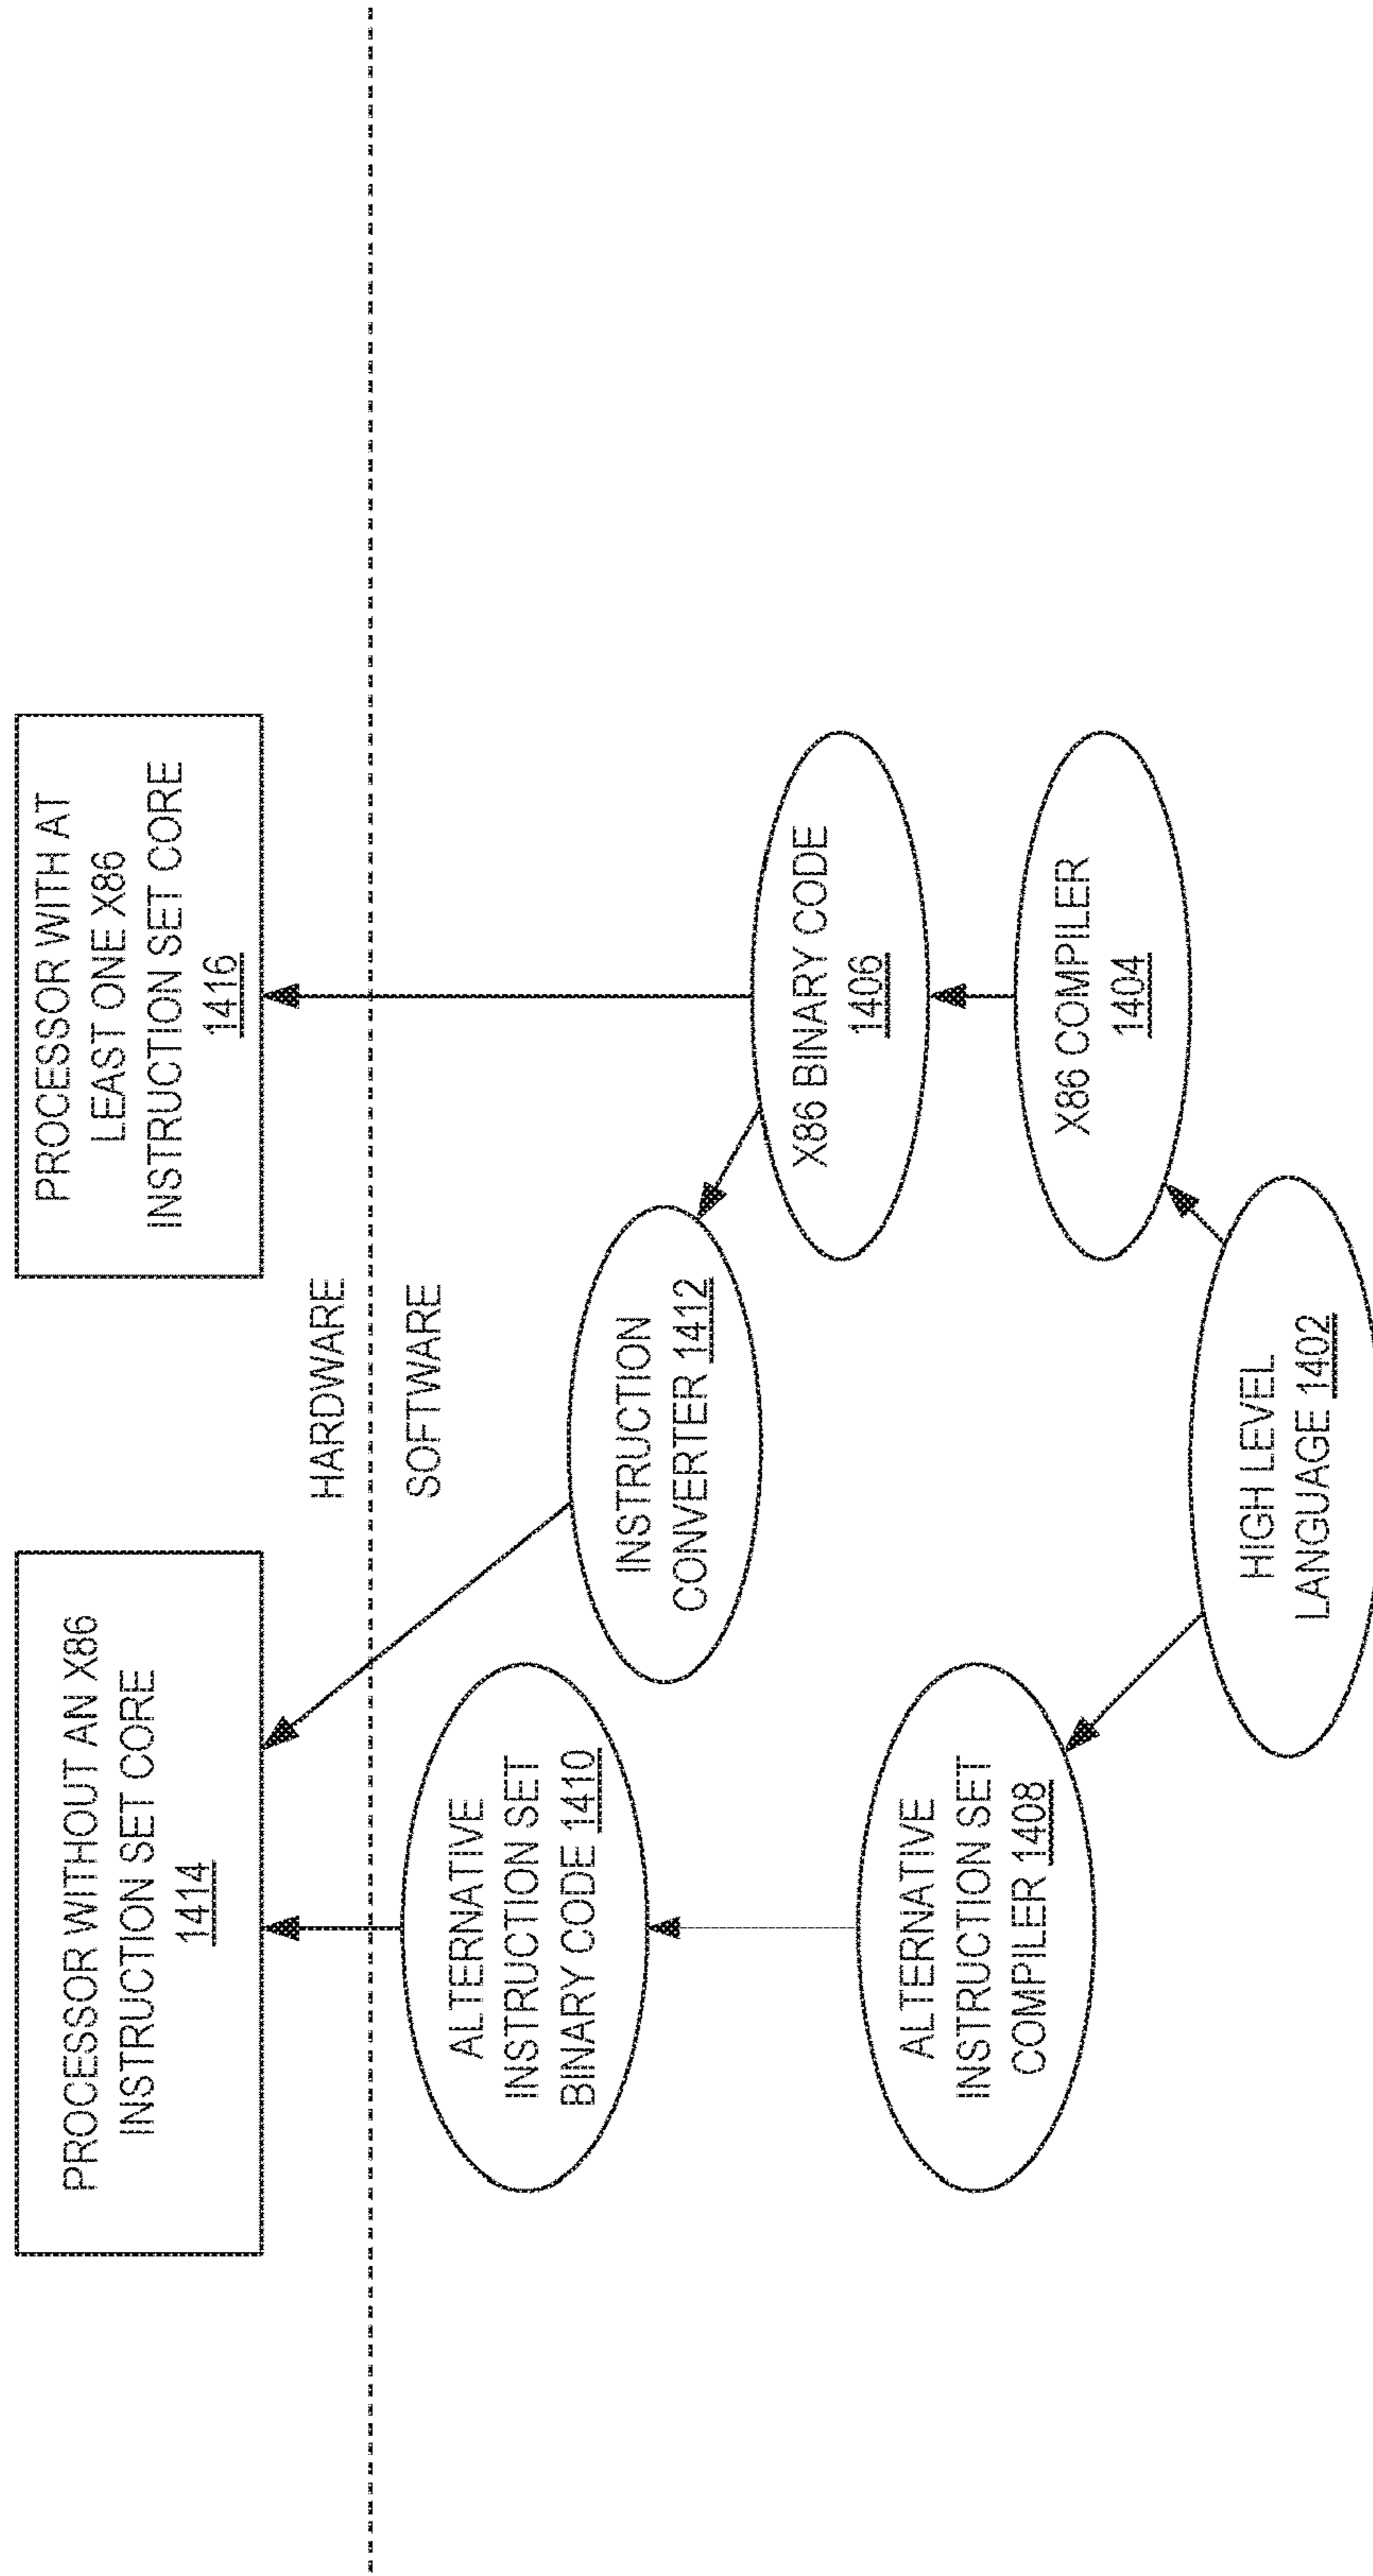 PROCESSOR WITHOUT AN X86
INSTRUCTION SET CORE
1414
PROCESSOR WITH AT
LEAST ONE X86
INSTRUCTION SET CORE
1416
HARDWARE
SOFTWARE
ALTERNATIVE
INSTRUCTION SET
BINARY CODE 1410
INSTRUCTION
CONVERTER 1412
X86 BINARY CODE
1406
ALTERNATIVE
INSTRUCTION SET
COMPILER 1408
X86 COMPILER
1404
HIGH LEVEL
LANGUAGE 1402